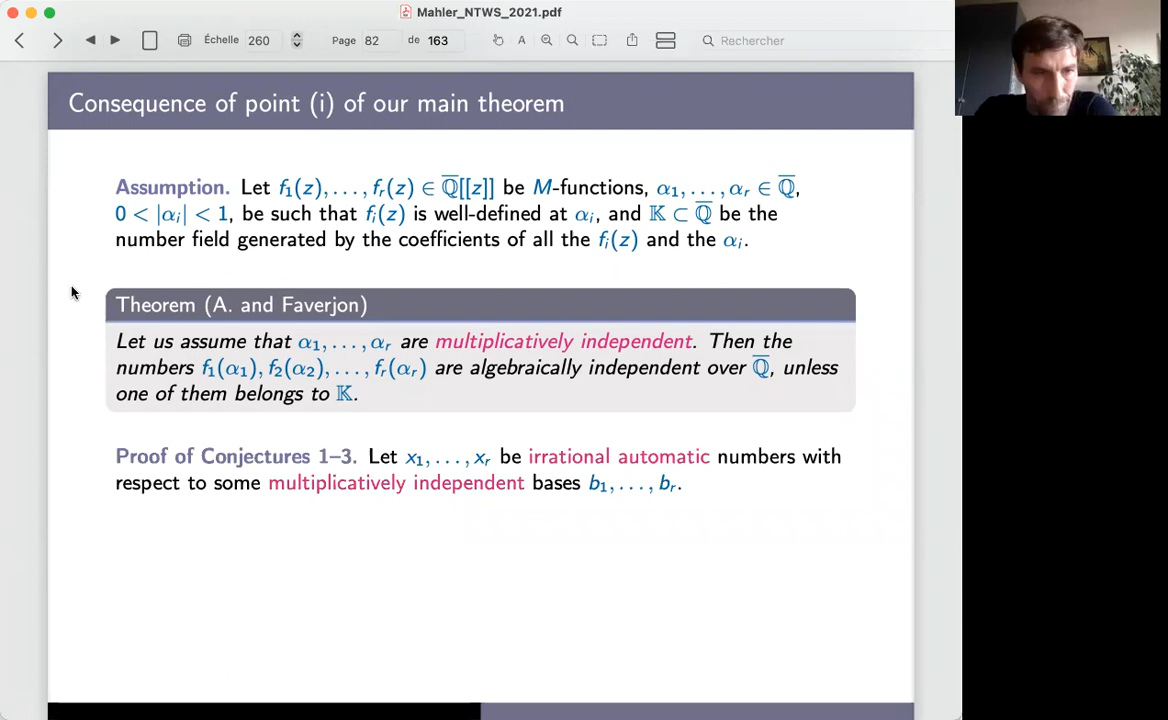 Mahler_NTWS_2021.pdf
Échelle 260 Page 82 de 163 Rechercher
Consequence of point (i) of our main theorem
Assumption. Let f₁(z), …, fᵣ(z) ∈ ℚ̅[[z]] be M-functions, α₁, …, αᵣ ∈ ℚ̅,
0 < |αᵢ| < 1, be such that fᵢ(z) is well-defined at αᵢ, and 𝕂 ⊂ ℚ̅ be the
number field generated by the coefficients of all the fᵢ(z) and the αᵢ.
Theorem (A. and Faverjon)
Let us assume that α₁, …, αᵣ are multiplicatively independent. Then the
numbers f₁(α₁), f₂(α₂), …, fᵣ(αᵣ) are algebraically independent over ℚ̅, unless
one of them belongs to 𝕂.
Proof of Conjectures 1–3. Let x₁, …, xᵣ be irrational automatic numbers with
respect to some multiplicatively independent bases b₁, …, bᵣ.